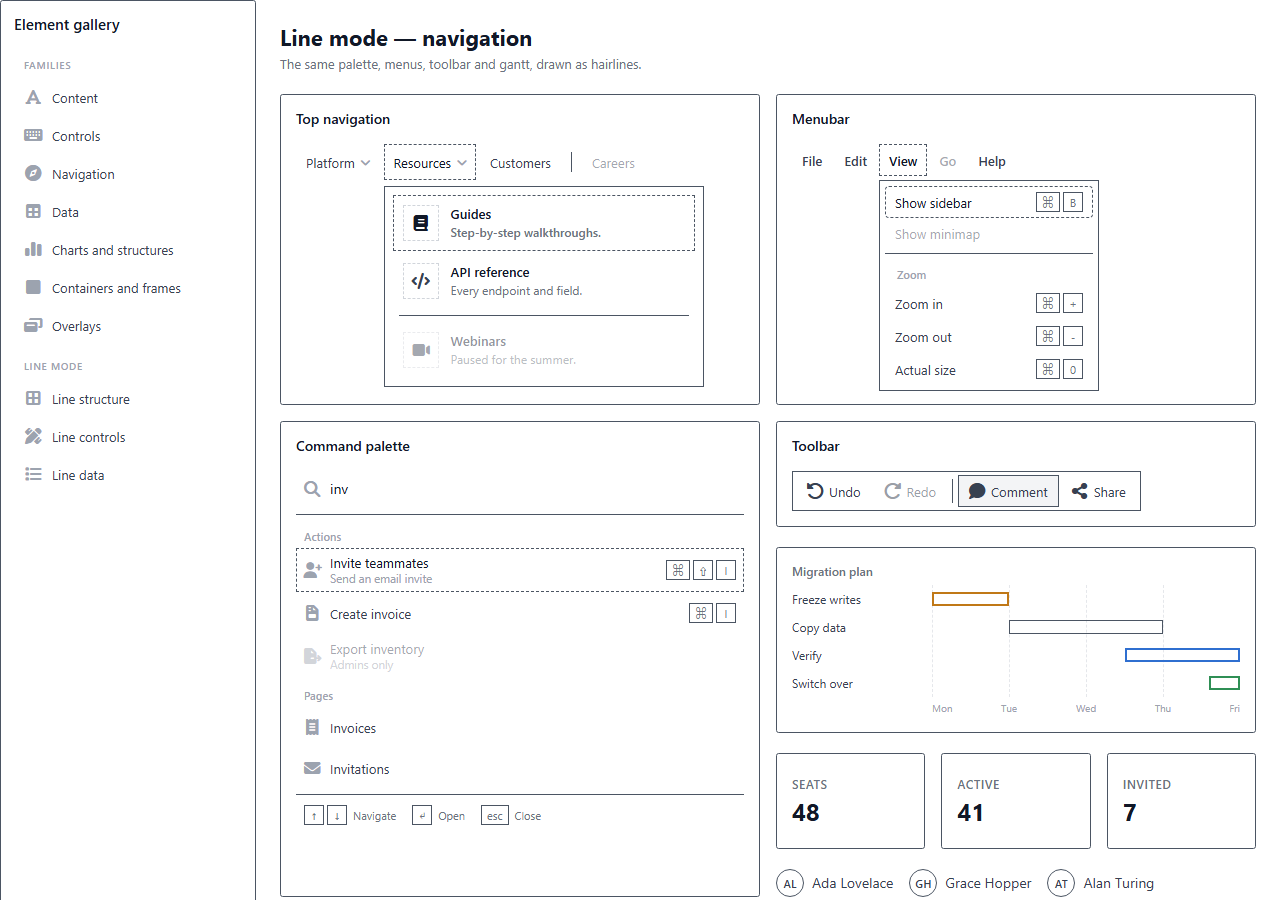 Element gallery
FAMILIES
Content
Controls
Navigation
Data
Charts and structures
Containers and frames
Overlays
LINE MODE
Line structure
Line controls
Line data
Line mode — navigation
The same palette, menus, toolbar and gantt, drawn as hairlines.
Top navigation
Platform Resources Customers Careers
Guides
Step-by-step walkthroughs.
API reference
Every endpoint and field.
Webinars
Paused for the summer.
Menubar
File Edit View Go Help
Show sidebar ⌘ B
Show minimap
Zoom
Zoom in ⌘ +
Zoom out ⌘ -
Actual size ⌘ 0
Command palette
inv
Actions
Invite teammates ⌘ ⇧ I
Send an email invite
Create invoice ⌘ I
Export inventory
Admins only
Pages
Invoices
Invitations
↑ ↓ Navigate ↵ Open esc Close
Toolbar
Undo Redo Comment Share
Migration plan
Freeze writes
Copy data
Verify
Switch over
Mon Tue Wed Thu Fri
SEATS
48
ACTIVE
41
INVITED
7
AL Ada Lovelace GH Grace Hopper AT Alan Turing